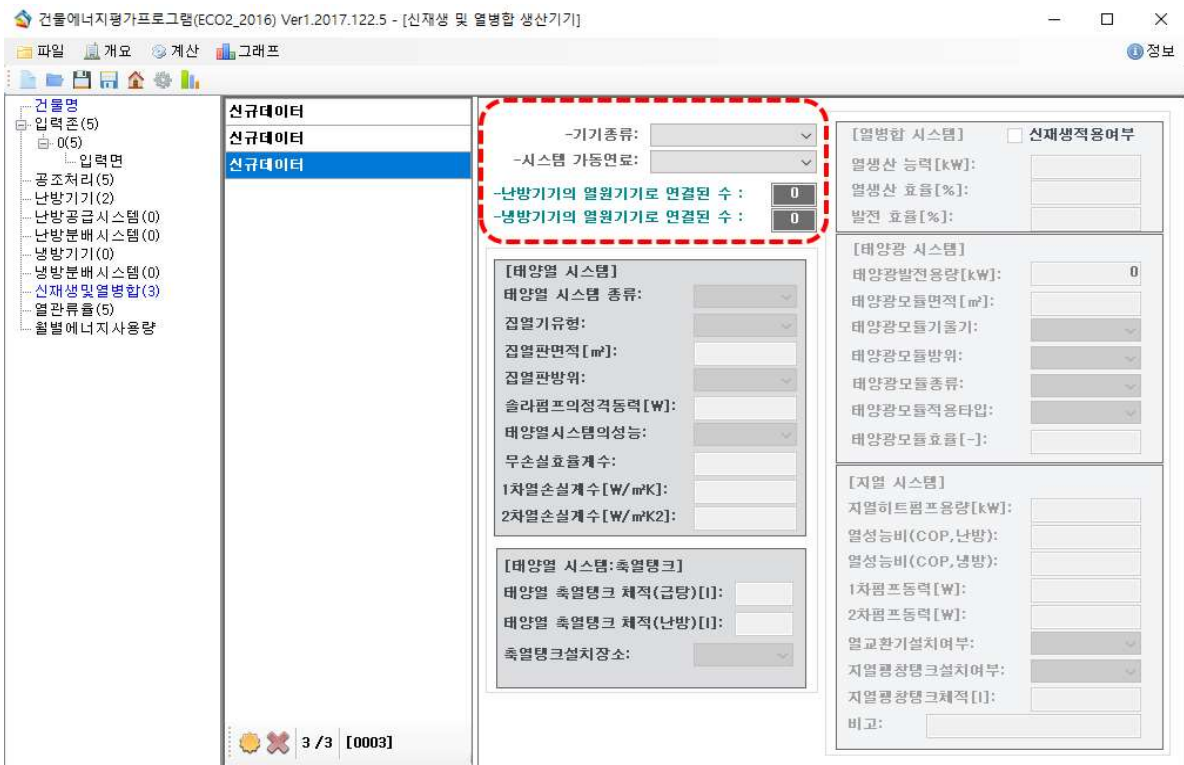 건물에너지평가프로그램(ECO2_2016) Ver1.2017.122.5 - [신재생 및 열병합 생산기기]
파일 개요 계산 그래프 정보
건물명
입력존(5)
0(5)
입력면
공조처리(5)
난방기기(2)
난방공급시스템(0)
난방분배시스템(0)
냉방기기(0)
냉방분배시스템(0)
신재생및열병합(3)
열관류율(5)
월별에너지사용량
신규데이터
신규데이터
신규데이터
3 /3 [0003]
-기기종류:
-시스템 가동연료:
-난방기기의 열원기기로 연결된 수 : 0
-냉방기기의 열원기기로 연결된 수 : 0
[태양열 시스템]
태양열 시스템 종류:
집열기유형:
집열판면적[㎡]:
집열판방위:
솔라펌프의정격동력[W]:
태양열시스템의성능:
무손실효율계수:
1차열손실계수[W/㎡K]:
2차열손실계수[W/㎡K2]:
[태양열 시스템:축열탱크]
태양열 축열탱크 체적(급탕)[l]:
태양열 축열탱크 체적(난방)[l]:
축열탱크설치장소:
[열병합 시스템] 신재생적용여부
열생산 능력[kW]:
열생산 효율[%]:
발전 효율[%]:
[태양광 시스템]
태양광발전용량[kW]: 0
태양광모듈면적[㎡]:
태양광모듈기울기:
태양광모듈방위:
태양광모듈종류:
태양광모듈적용타입:
태양광모듈효율[-]:
[지열 시스템]
지열히트펌프용량[kW]:
열성능비(COP,난방):
열성능비(COP,냉방):
1차펌프동력[W]:
2차펌프동력[W]:
열교환기설치여부:
지열팽창탱크설치여부:
지열팽창탱크체적[l]:
비고: